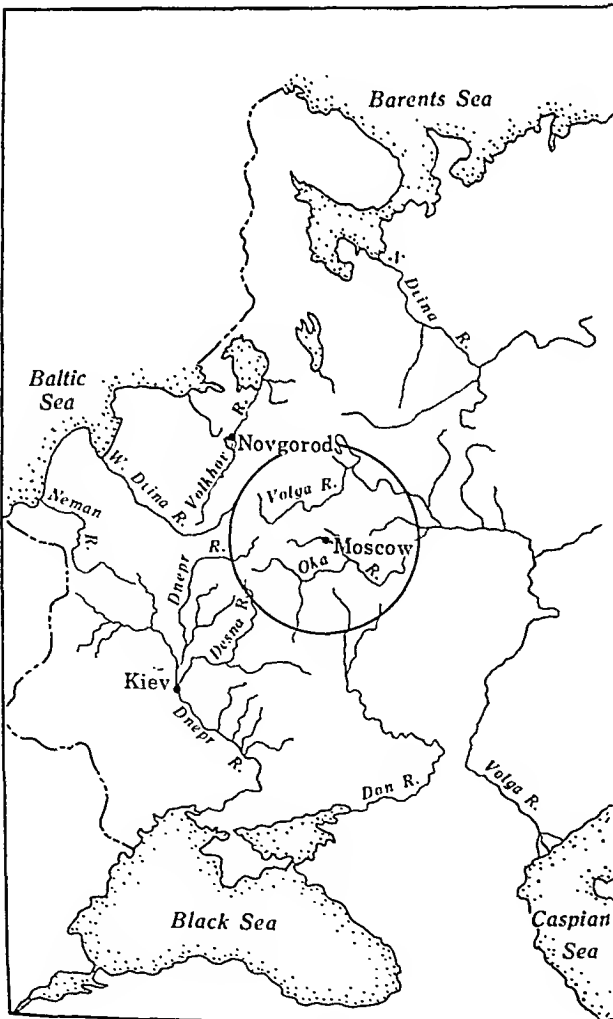 Barents Sea
Dvina R.
Baltic
Sea
Novgorod
Volkhov R.
W. Dvina R.
Volga R.
Neman R.
Moscow
Dnepr R.
Oka R.
Desna R.
Kiev
Dnepr R.
Don R.
Volga R.
Black Sea
Caspian
Sea